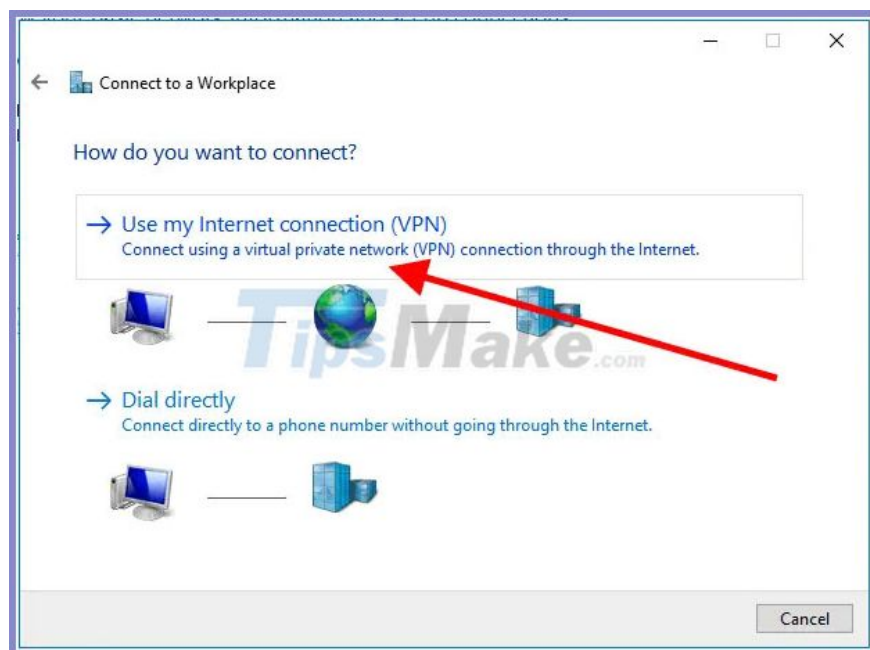 Connect to a Workplace
How do you want to connect?
Use my Internet connection (VPN)
Connect using a virtual private network (VPN) connection through the Internet.
TipsMake.com
Dial directly
Connect directly to a phone number without going through the Internet.
Cancel